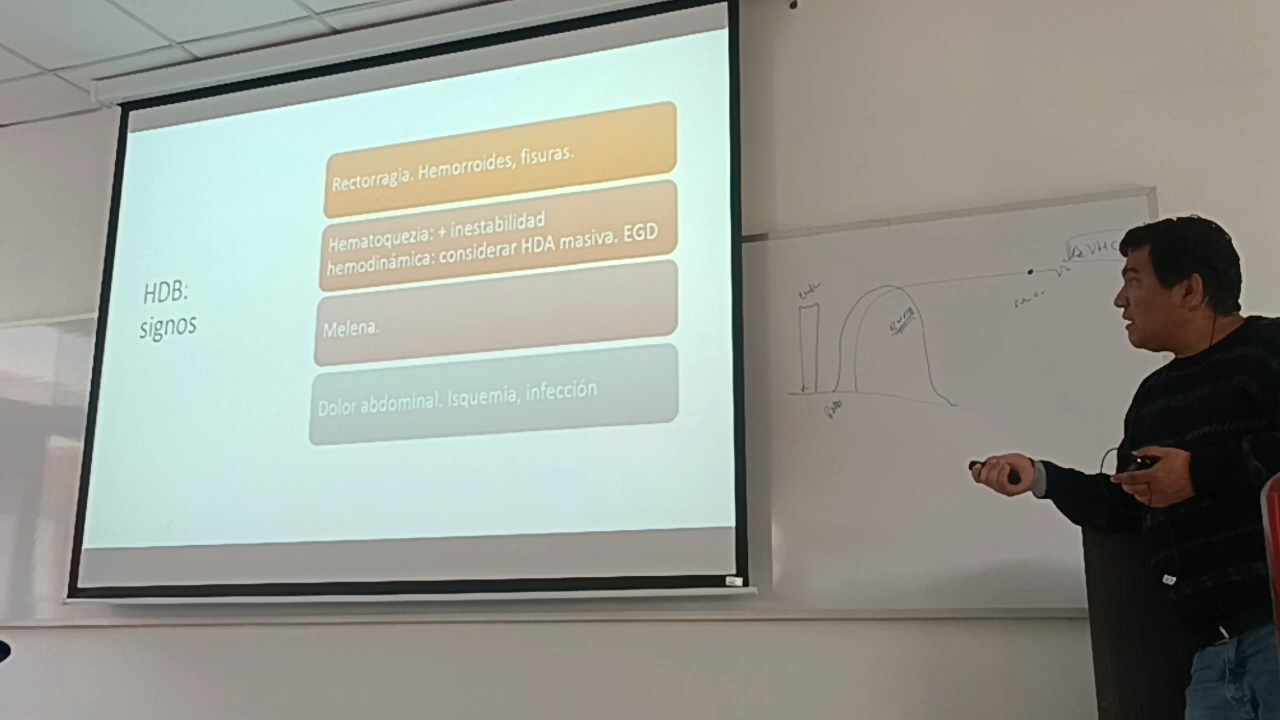 HDB:
signos
Rectorragia. Hemorroides, fisuras.
Hematoquezia: + inestabilidad
hemodinámica: considerar HDA masiva. EGD
Melena.
Dolor abdominal. Isquemia, infección